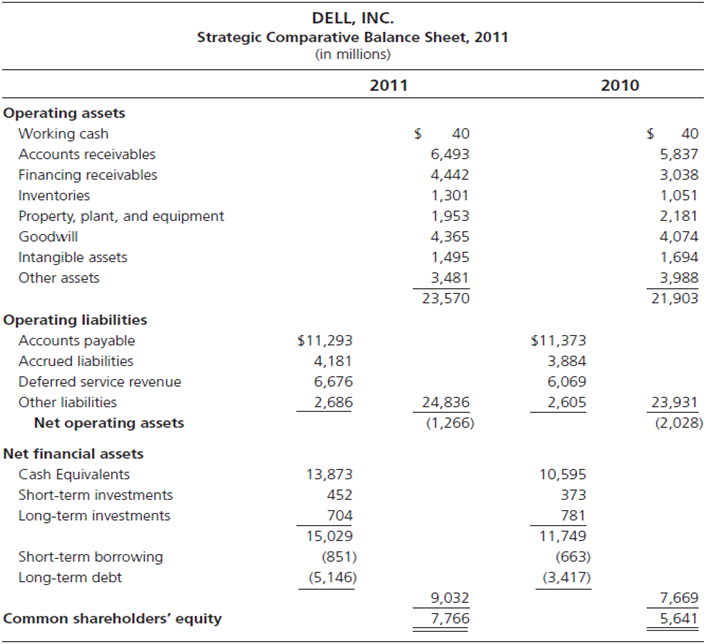 DELL, INC.
Strategic Comparative Balance Sheet, 2011
(in millions)
2011 2010
Operating assets
Working cash $ 40 $ 40
Accounts receivables 6,493 5,837
Financing receivables 4,442 3,038
Inventories 1,301 1,051
Property, plant, and equipment 1,953 2,181
Goodwill 4,365 4,074
Intangible assets 1,495 1,694
Other assets 3,481 3,988
23,570 21,903
Operating liabilities
Accounts payable $11,293 $11,373
Accrued liabilities 4,181 3,884
Deferred service revenue 6,676 6,069
Other liabilities 2,686 24,836 2,605 23,931
Net operating assets (1,266) (2,028)
Net financial assets
Cash Equivalents 13,873 10,595
Short-term investments 452 373
Long-term investments 704 781
15,029 11,749
Short-term borrowing (851) (663)
Long-term debt (5,146) (3,417)
9,032 7,669
Common shareholders’ equity 7,766 5,641